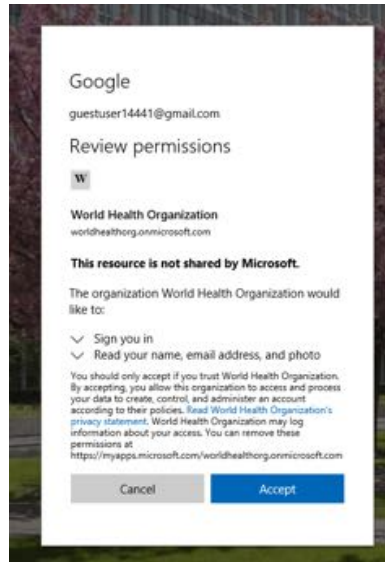 Google
guestuser14441@gmail.com
Review permissions
W
World Health Organization
worldhealthorg.onmicrosoft.com
This resource is not shared by Microsoft.
The organization World Health Organization would
like to:
Sign you in
Read your name, email address, and photo
You should only accept if you trust World Health Organization.
By accepting, you allow this organization to access and process
your data to create, control, and administer an account
according to their policies. Read World Health Organization's
privacy statement. World Health Organization may log
information about your access. You can remove these
permissions at
https://myapps.microsoft.com/worldhealthorg.onmicrosoft.com
Cancel Accept